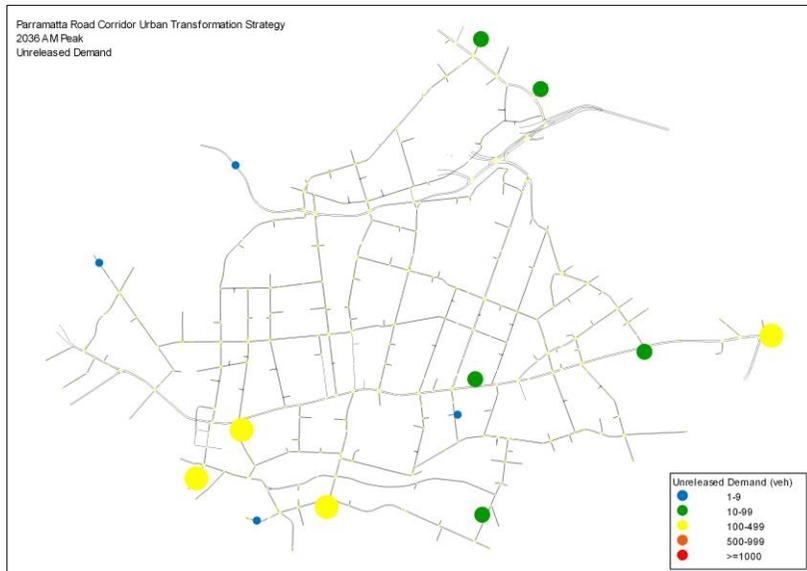 Parramatta Road Corridor Urban Transformation Strategy
2036 AM Peak
Unreleased Demand
Unreleased Demand (veh)
1-9
10-99
100-499
500-999
>=1000